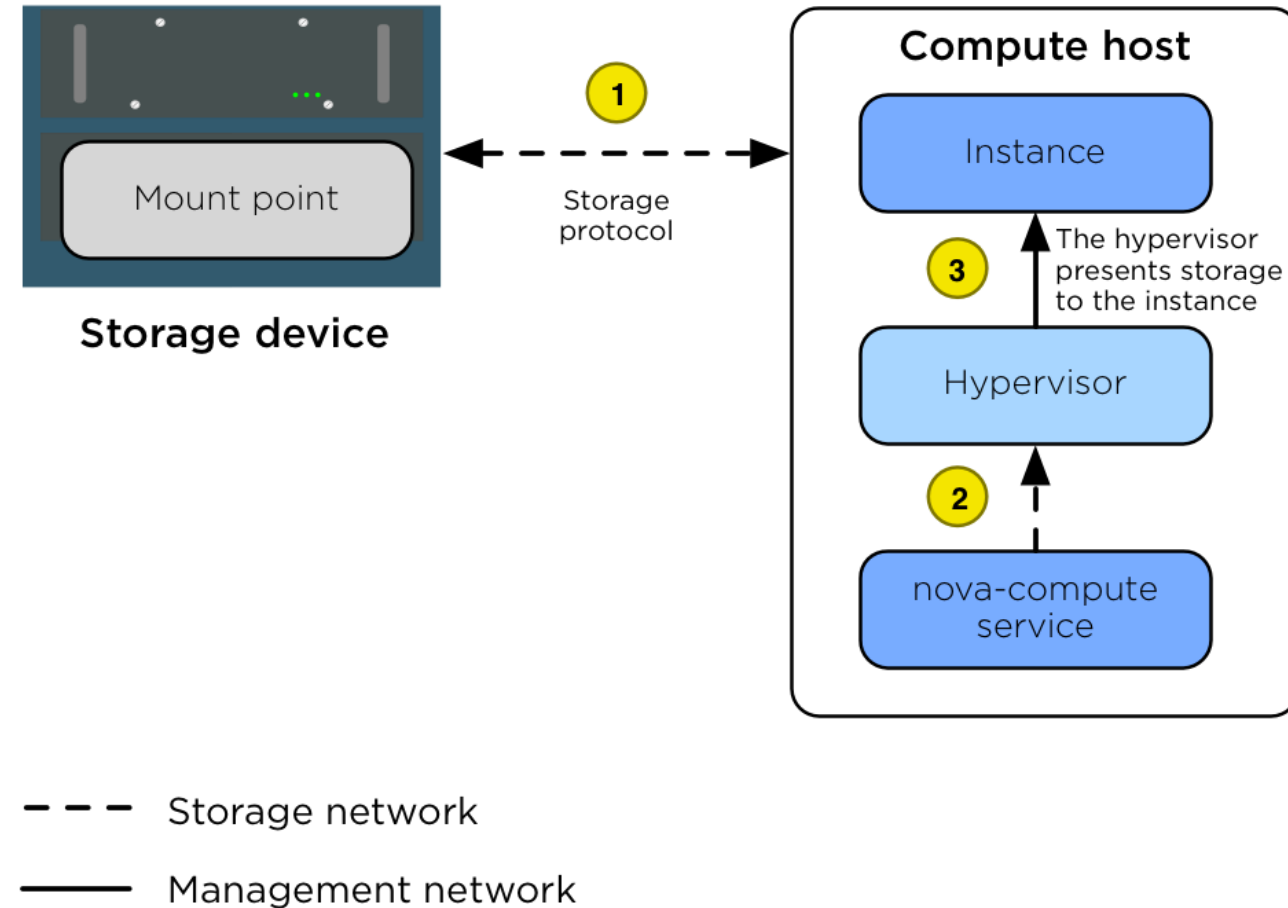 Compute host
1
Instance
Mount point
Storage
protocol
The hypervisor
presents storage
to the instance
3
Storage device
Hypervisor
2
nova-compute
service
Storage network
Management network